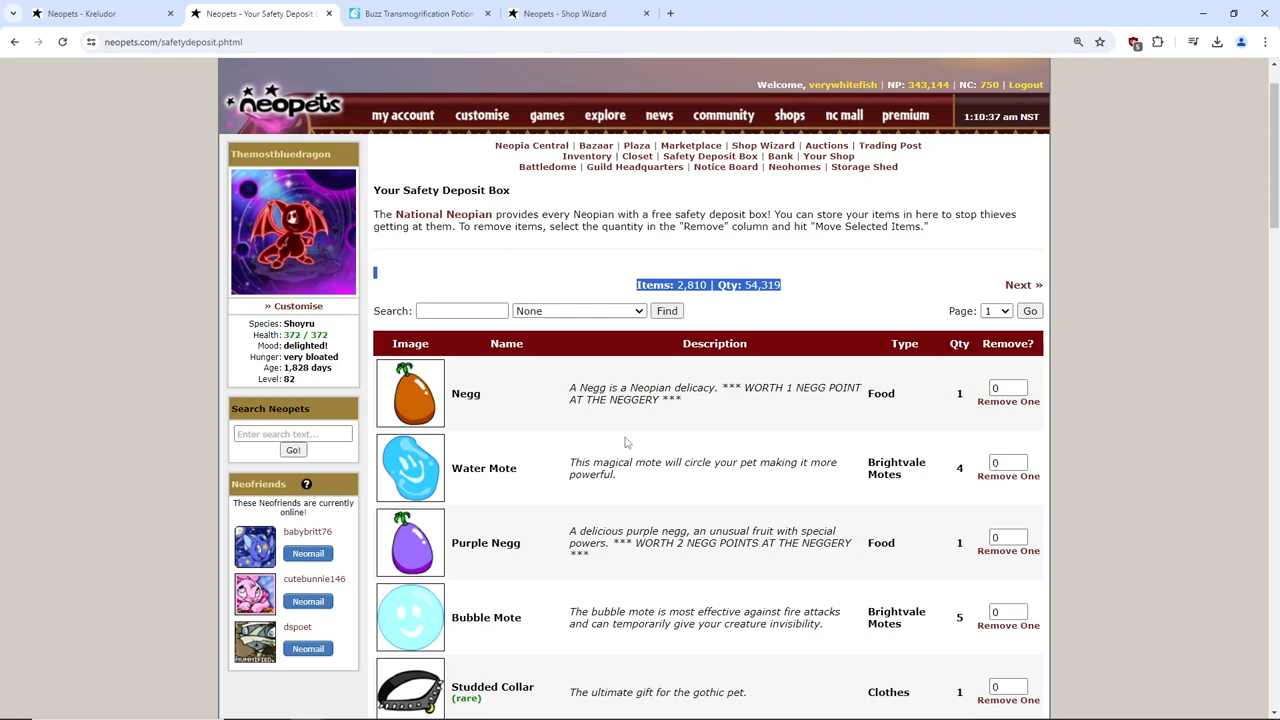 Neopets - Kreludor
Neopets - Your Safety Deposit
Buzz Transmogrification Potion
Neopets - Shop Wizard
neopets.com/safetydeposit.phtml
5
Welcome, verywhitefish | NP: 343,144 | NC: 750 | Logout
neopets
my account customise games explore news community shops nc mall premium
1:10:37 am NST
Themostbluedragon
» Customise
Species: Shoyru
Health: 372 / 372
Mood: delighted!
Hunger: very bloated
Age: 1,828 days
Level: 82
Search Neopets
Enter search text...
Go!
Neofriends ?
These Neofriends are currently
online!
babybritt76
Neomail
cutebunnie146
Neomail
dspoet
MUMMIFIED.
Neomail
Neopia Central | Bazaar | Plaza | Marketplace | Shop Wizard | Auctions | Trading Post
Inventory | Closet | Safety Deposit Box | Bank | Your Shop
Battledome | Guild Headquarters | Notice Board | Neohomes | Storage Shed
Your Safety Deposit Box
The National Neopian provides every Neopian with a free safety deposit box! You can store your items in here to stop thieves
getting at them. To remove items, select the quantity in the "Remove" column and hit "Move Selected Items."
Items: 2,810 | Qty: 54,319
Next »
Search: None Find
Page: 1 Go
Image Name Description Type Qty Remove?
Negg
A Negg is a Neopian delicacy. *** WORTH 1 NEGG POINT
AT THE NEGGERY ***
Food
1
0
Remove One
Water Mote
This magical mote will circle your pet making it more
powerful.
Brightvale
Motes
4
0
Remove One
Purple Negg
A delicious purple negg, an unusual fruit with special
powers. *** WORTH 2 NEGG POINTS AT THE NEGGERY
***
Food
1
0
Remove One
Bubble Mote
The bubble mote is most effective against fire attacks
and can temporarily give your creature invisibility.
Brightvale
Motes
5
0
Remove One
Studded Collar
(rare)
The ultimate gift for the gothic pet.
Clothes
1
0
Remove One